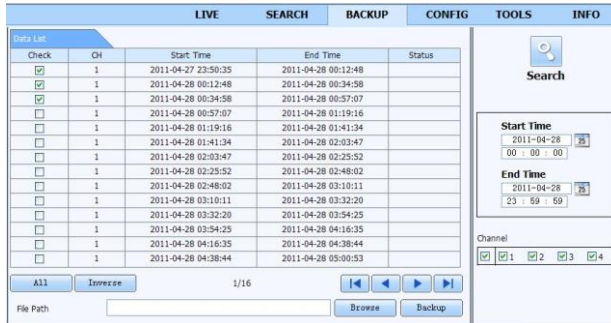 LIVE SEARCH BACKUP CONFIG TOOLS INFO
Data List
Check CH Start Time End Time Status
1 2011-04-27 23:50:35 2011-04-28 00:12:48
1 2011-04-28 00:12:48 2011-04-28 00:34:58
1 2011-04-28 00:34:58 2011-04-28 00:57:07
1 2011-04-28 00:57:07 2011-04-28 01:19:16
1 2011-04-28 01:19:16 2011-04-28 01:41:34
1 2011-04-28 01:41:34 2011-04-28 02:03:47
1 2011-04-28 02:03:47 2011-04-28 02:25:52
1 2011-04-28 02:25:52 2011-04-28 02:48:02
1 2011-04-28 02:48:02 2011-04-28 03:10:11
1 2011-04-28 03:10:11 2011-04-28 03:32:20
1 2011-04-28 03:32:20 2011-04-28 03:54:25
1 2011-04-28 03:54:25 2011-04-28 04:16:35
1 2011-04-28 04:16:35 2011-04-28 04:38:44
1 2011-04-28 04:38:44 2011-04-28 05:00:53
All Inverse 1/16
File Path Browse Backup
Search
Start Time
2011-04-28 25
00 : 00 : 00
End Time
2011-04-28 25
23 : 59 : 59
Channel
1 2 3 4